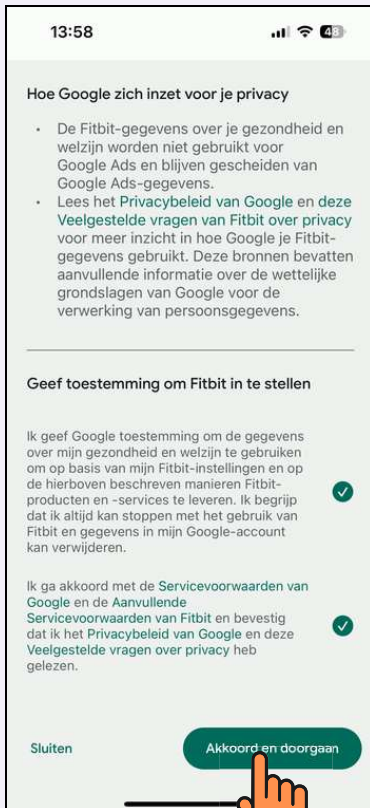 13:58
48
Hoe Google zich inzet voor je privacy
• De Fitbit-gegevens over je gezondheid en
welzijn worden niet gebruikt voor
Google Ads en blijven gescheiden van
Google Ads-gegevens.
• Lees het Privacybeleid van Google en deze
Veelgestelde vragen van Fitbit over privacy
voor meer inzicht in hoe Google je Fitbit-
gegevens gebruikt. Deze bronnen bevatten
aanvullende informatie over de wettelijke
grondslagen van Google voor de
verwerking van persoonsgegevens.
Geef toestemming om Fitbit in te stellen
Ik geef Google toestemming om de gegevens
over mijn gezondheid en welzijn te gebruiken
om op basis van mijn Fitbit-instellingen en op
de hierboven beschreven manieren Fitbit-
producten en -services te leveren. Ik begrijp
dat ik altijd kan stoppen met het gebruik van
Fitbit en gegevens in mijn Google-account
kan verwijderen.
Ik ga akkoord met de Servicevoorwaarden van
Google en de Aanvullende
Servicevoorwaarden van Fitbit en bevestig
dat ik het Privacybeleid van Google en deze
Veelgestelde vragen over privacy heb
gelezen.
Sluiten
Akkoord en doorgaan